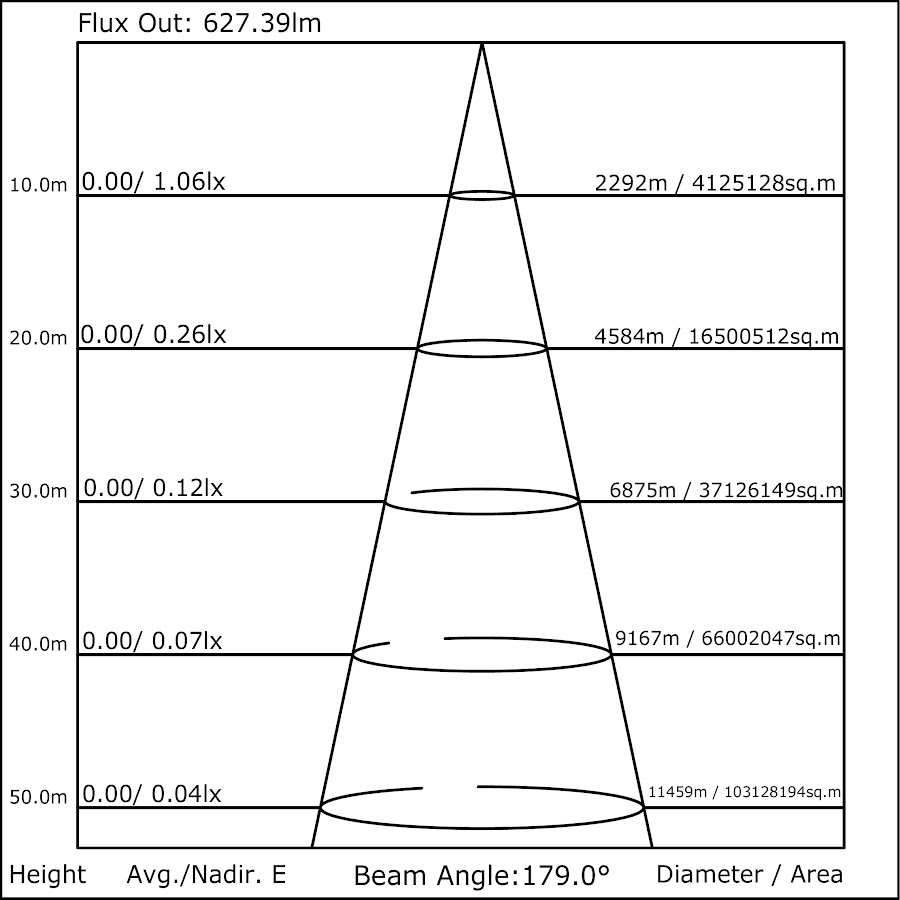 Flux Out: 627.39lm
10.0m 0.00/ 1.06lx 2292m / 4125128sq.m
20.0m 0.00/ 0.26lx 4584m / 16500512sq.m
30.0m 0.00/ 0.12lx 6875m / 37126149sq.m
40.0m 0.00/ 0.07lx 9167m / 66002047sq.m
50.0m 0.00/ 0.04lx 11459m / 103128194sq.m
Height Avg./Nadir. E Beam Angle:179.0° Diameter / Area